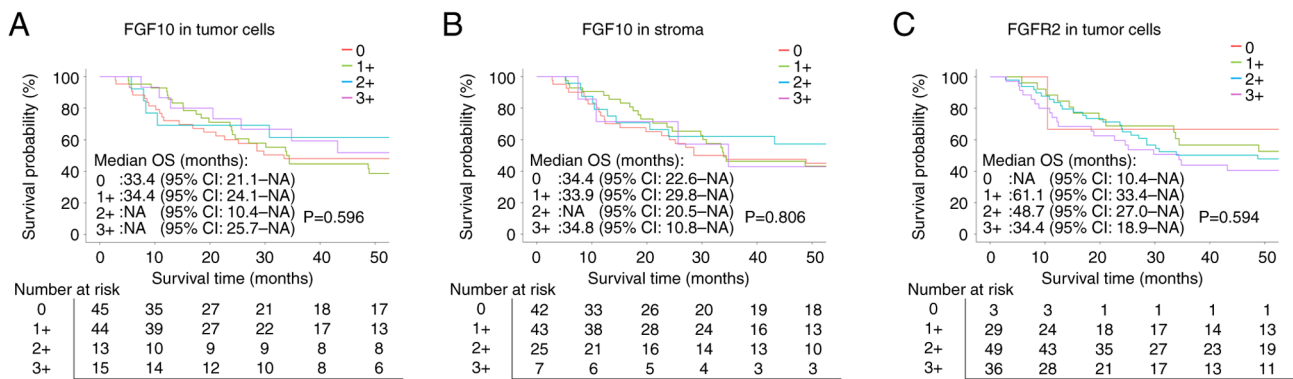 A
FGF10 in tumor cells
0
1+
2+
3+
Survival probability (%)
100
80
60
40
20
0
Median OS (months):
0 :33.4 (95% CI: 21.1–NA)
1+:34.4 (95% CI: 24.1–NA)
2+:NA (95% CI: 10.4–NA)
3+:NA (95% CI: 25.7–NA)
P=0.596
0 10 20 30 40 50
Survival time (months)
Number at risk
0 45 35 27 21 18 17
1+ 44 39 27 22 17 13
2+ 13 10 9 9 8 8
3+ 15 14 12 10 8 6
B
FGF10 in stroma
0
1+
2+
3+
Survival probability (%)
100
80
60
40
20
0
Median OS (months):
0 :34.4 (95% CI: 22.6–NA)
1+:33.9 (95% CI: 29.8–NA)
2+:NA (95% CI: 20.5–NA)
3+:34.8 (95% CI: 10.8–NA)
P=0.806
0 10 20 30 40 50
Survival time (months)
Number at risk
0 42 33 26 20 19 18
1+ 43 38 28 24 16 13
2+ 25 21 16 14 13 10
3+ 7 6 5 4 3 3
C
FGFR2 in tumor cells
0
1+
2+
3+
Survival probability (%)
100
80
60
40
20
0
Median OS (months):
0 :NA (95% CI: 10.4–NA)
1+:61.1 (95% CI: 33.4–NA)
2+:48.7 (95% CI: 27.0–NA)
3+:34.4 (95% CI: 18.9–NA)
P=0.594
0 10 20 30 40 50
Survival time (months)
Number at risk
0 3 3 1 1 1 1
1+ 29 24 18 17 14 13
2+ 49 43 35 27 23 19
3+ 36 28 21 17 13 11